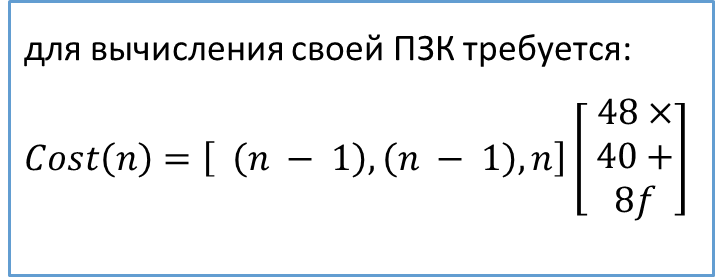 для вычисления своей ПЗК требуется:
Cost(n) = [ (n − 1), (n − 1), n] [48 ×
40 +
8f]